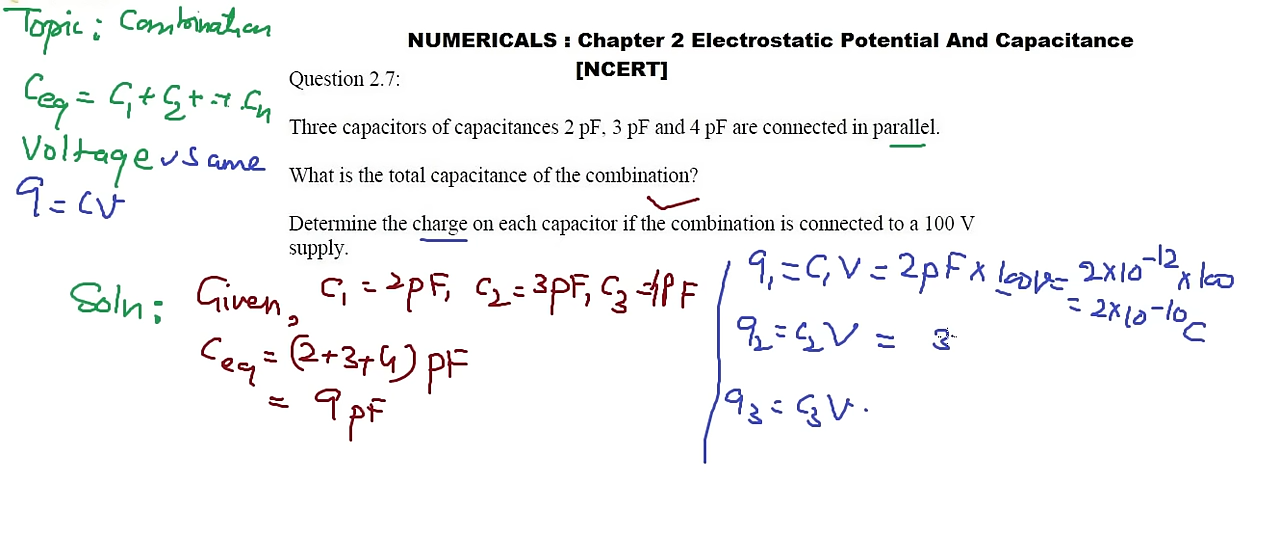 Topic : Combination
NUMERICALS : Chapter 2 Electrostatic Potential And Capacitance
[NCERT]
Ceq = C1 + C2 + -+ Cn
Voltage is same
q = CV
Question 2.7:
Three capacitors of capacitances 2 pF, 3 pF and 4 pF are connected in parallel.
What is the total capacitance of the combination?
Determine the charge on each capacitor if the combination is connected to a 100 V
supply.
Soln : Given, C1 = 2pF, C2 = 3pF, C3 = 4PF
Ceq = (2+3+4) pF
= 9 pF
q1 = C1V = 2pF × 100V = 2×10⁻¹² × 100
= 2×10⁻¹⁰ C
q2 = C2V = 3
q3 = C3V .